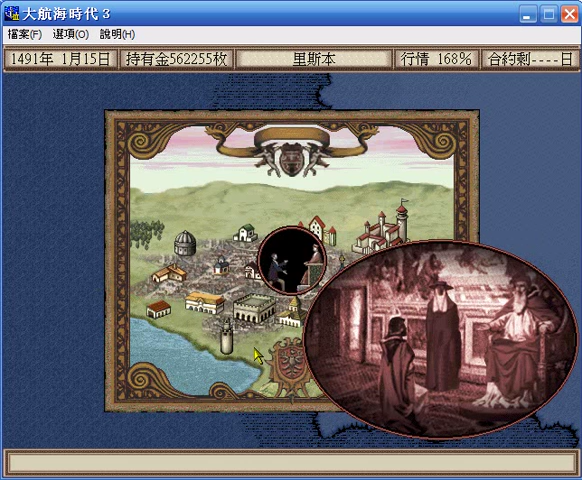 大航海時代3
檔案(F) 選項(O) 說明(H)
1491年 1月15日 持有金562255枚 里斯本 行情 168% 合約剩----日